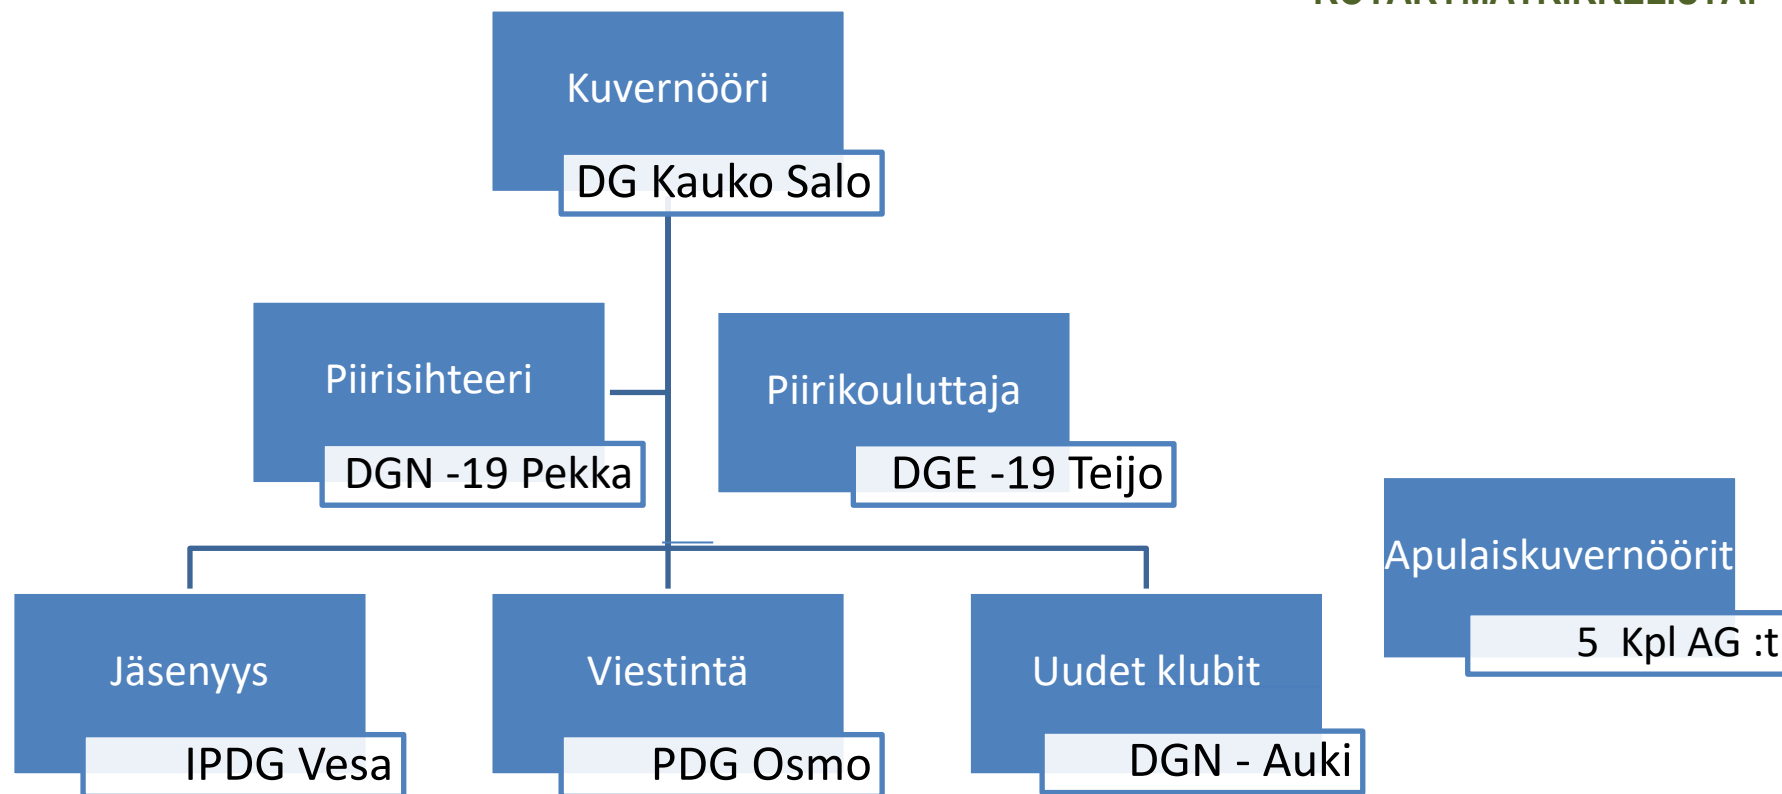 Kuvernööri
DG Kauko Salo
Piirisihteeri
DGN -19 Pekka
Piirikouluttaja
DGE -19 Teijo
Apulaiskuvernöörit
5 Kpl AG :t
Jäsenyys
IPDG Vesa
Viestintä
PDG Osmo
Uudet klubit
DGN - Auki